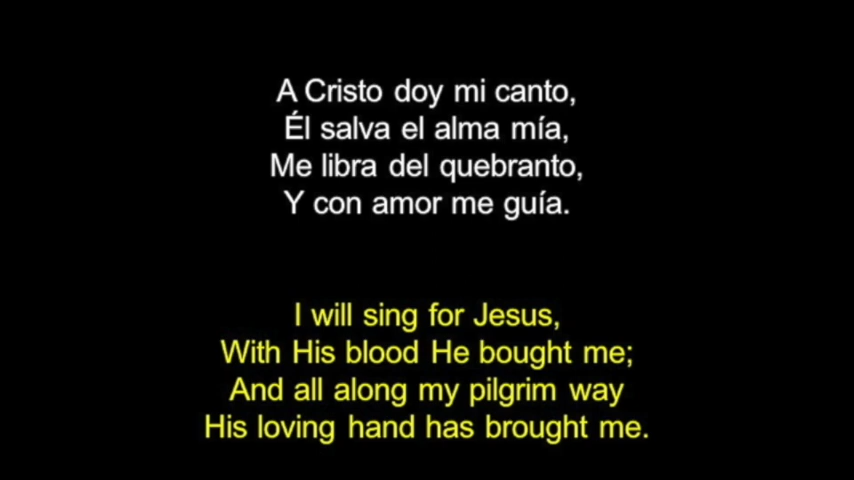 A Cristo doy mi canto,
Él salva el alma mía,
Me libra del quebranto,
Y con amor me guía.
I will sing for Jesus,
With His blood He bought me;
And all along my pilgrim way
His loving hand has brought me.